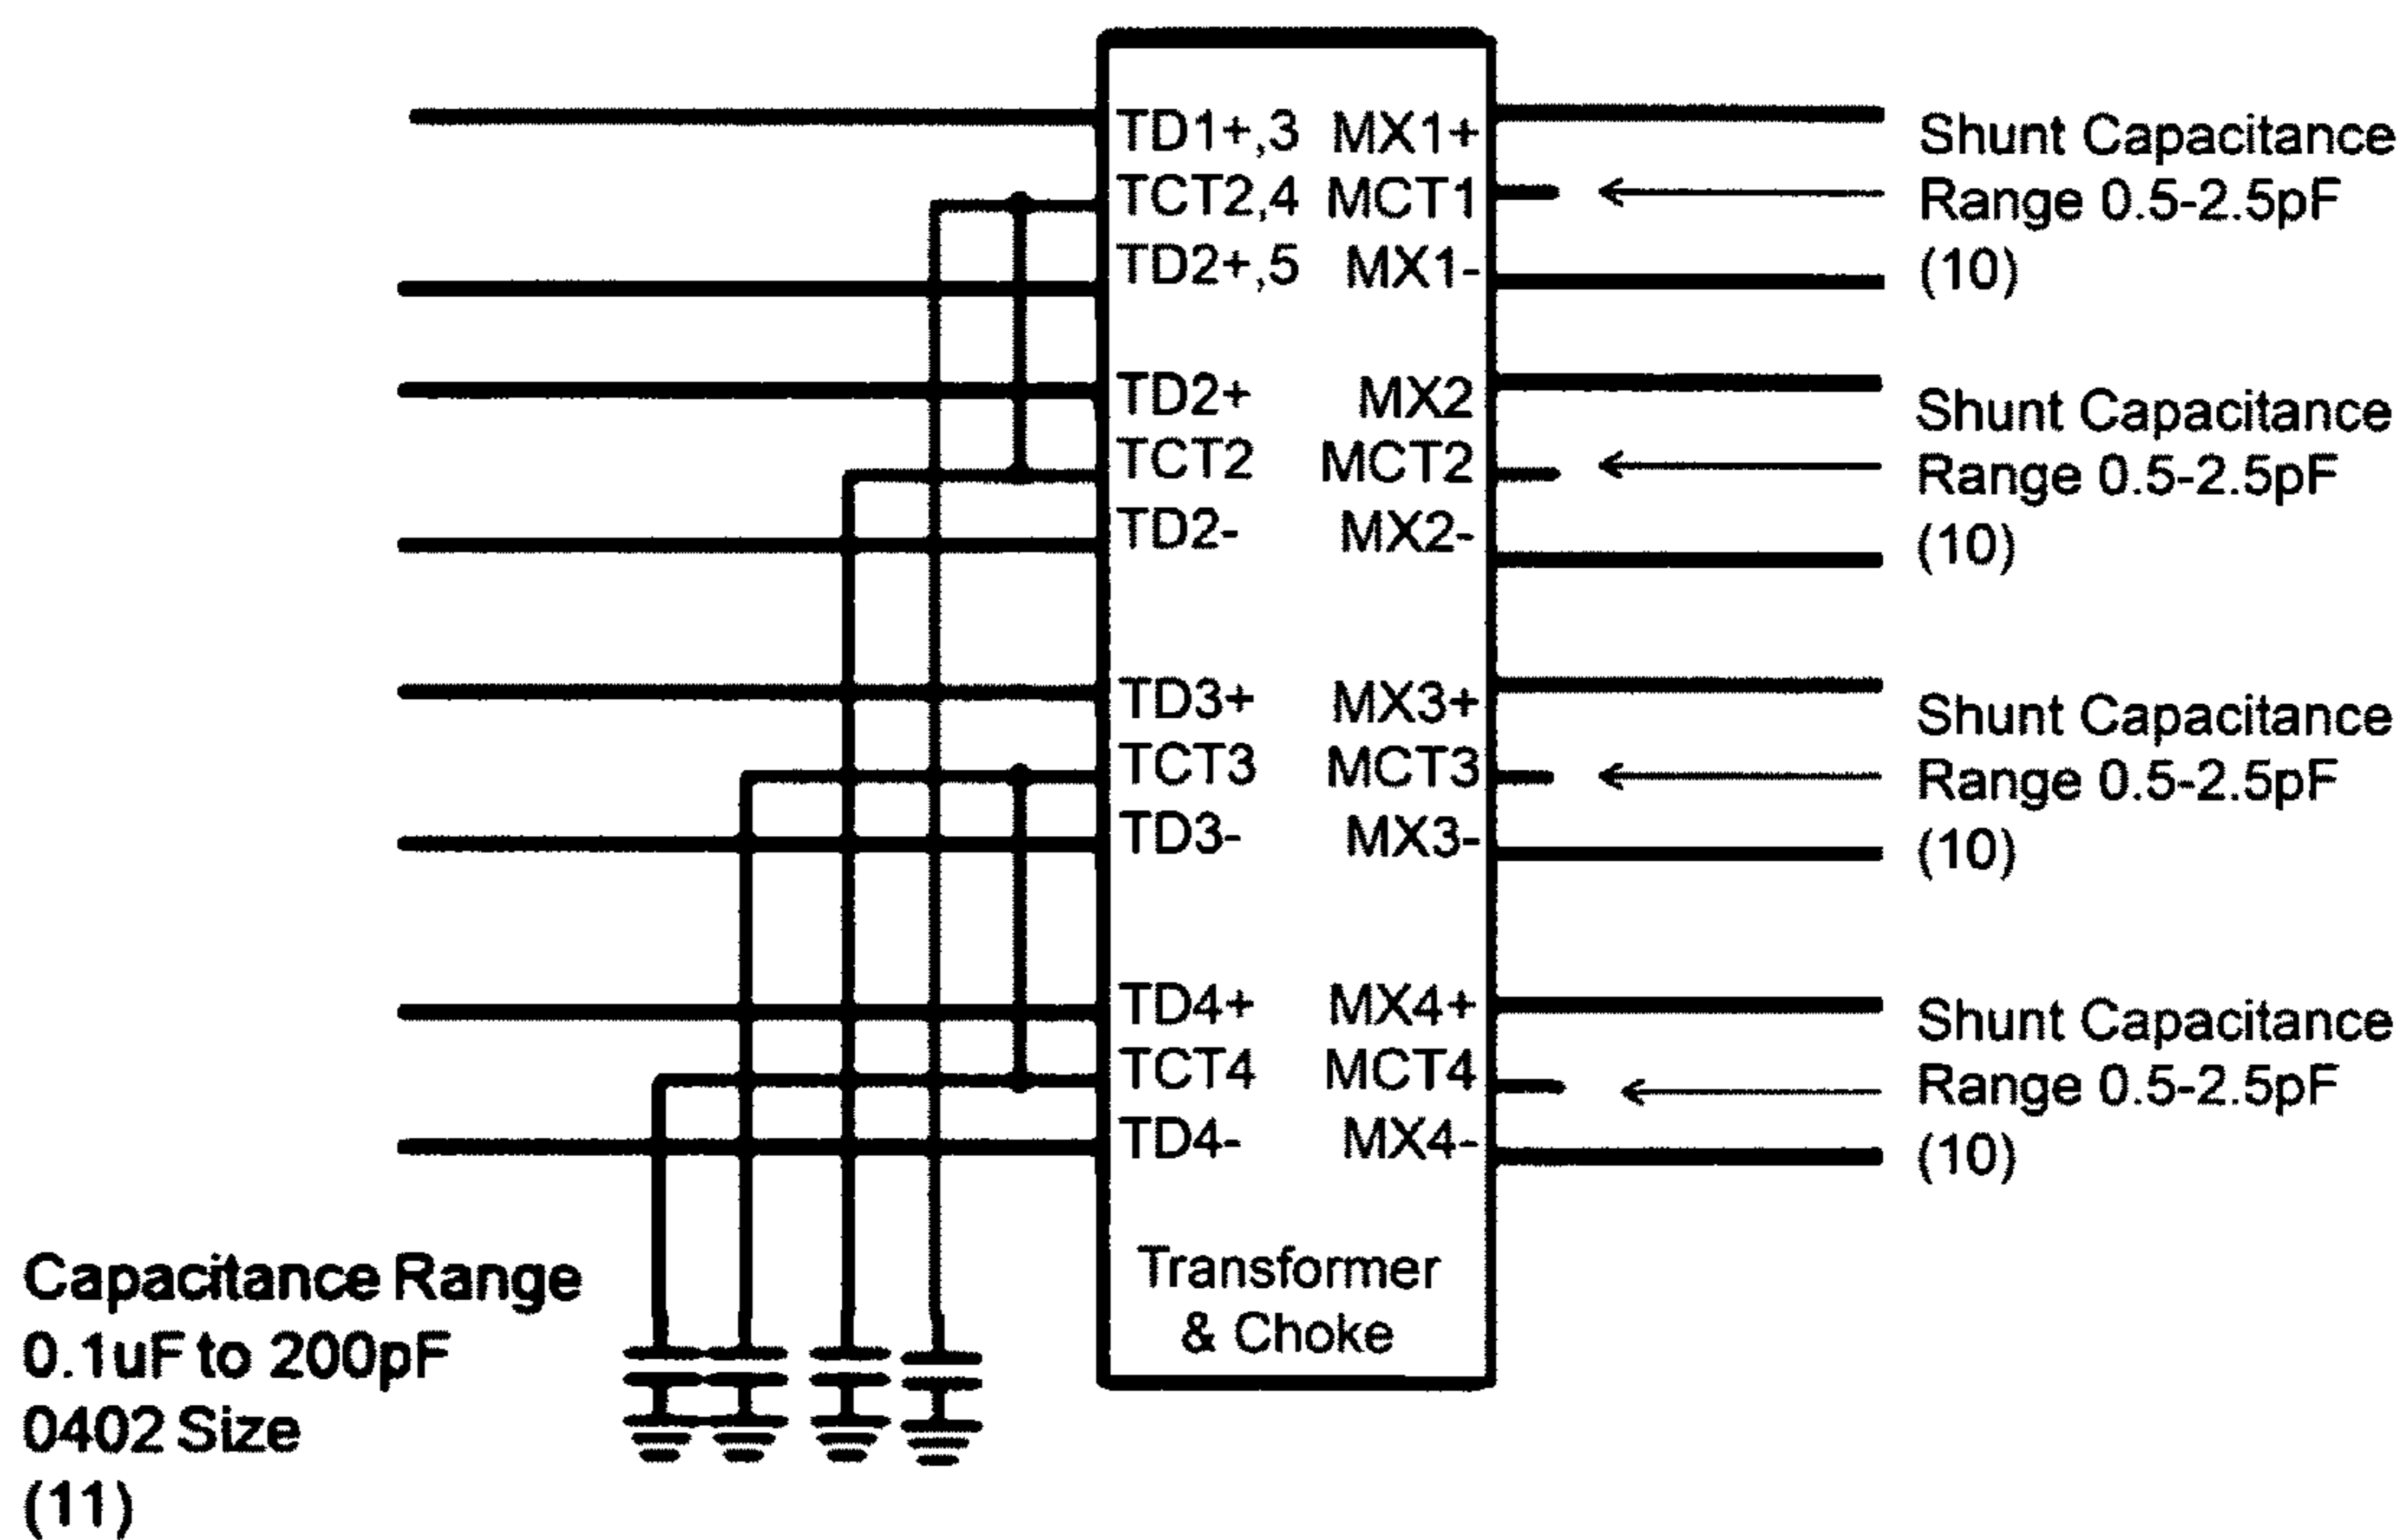 TD1+,3 MX1+
TCT2,4 MCT1
TD2+,5 MX1-
Shunt Capacitance
Range 0.5-2.5pF
(10)
TD2+ MX2
TCT2 MCT2
TD2- MX2-
Shunt Capacitance
Range 0.5-2.5pF
(10)
TD3+ MX3+
TCT3 MCT3
TD3- MX3-
Shunt Capacitance
Range 0.5-2.5pF
(10)
TD4+ MX4+
TCT4 MCT4
TD4- MX4-
Shunt Capacitance
Range 0.5-2.5pF
(10)
Transformer
& Choke
Capacitance Range
0.1uF to 200pF
0402 Size
(11)